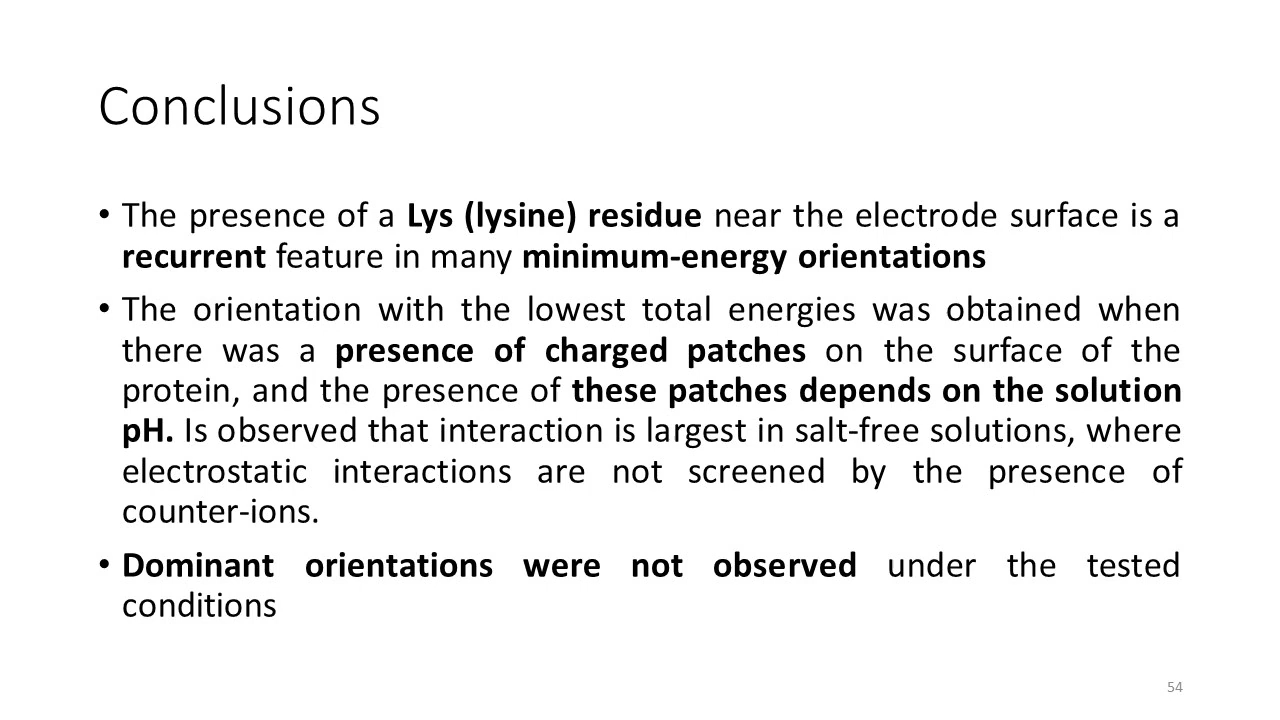 Conclusions
• The presence of a Lys (lysine) residue near the electrode surface is a
recurrent feature in many minimum-energy orientations
• The orientation with the lowest total energies was obtained when
there was a presence of charged patches on the surface of the
protein, and the presence of these patches depends on the solution
pH. Is observed that interaction is largest in salt-free solutions, where
electrostatic interactions are not screened by the presence of
counter-ions.
• Dominant orientations were not observed under the tested
conditions
54